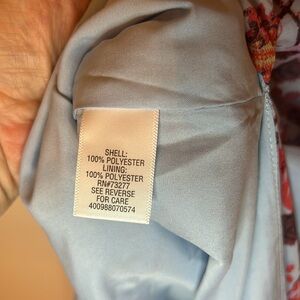 SHELL:
100% POLYESTER
LINING:
100% POLYESTER
RN#73277
SEE REVERSE
FOR CARE
400988070574